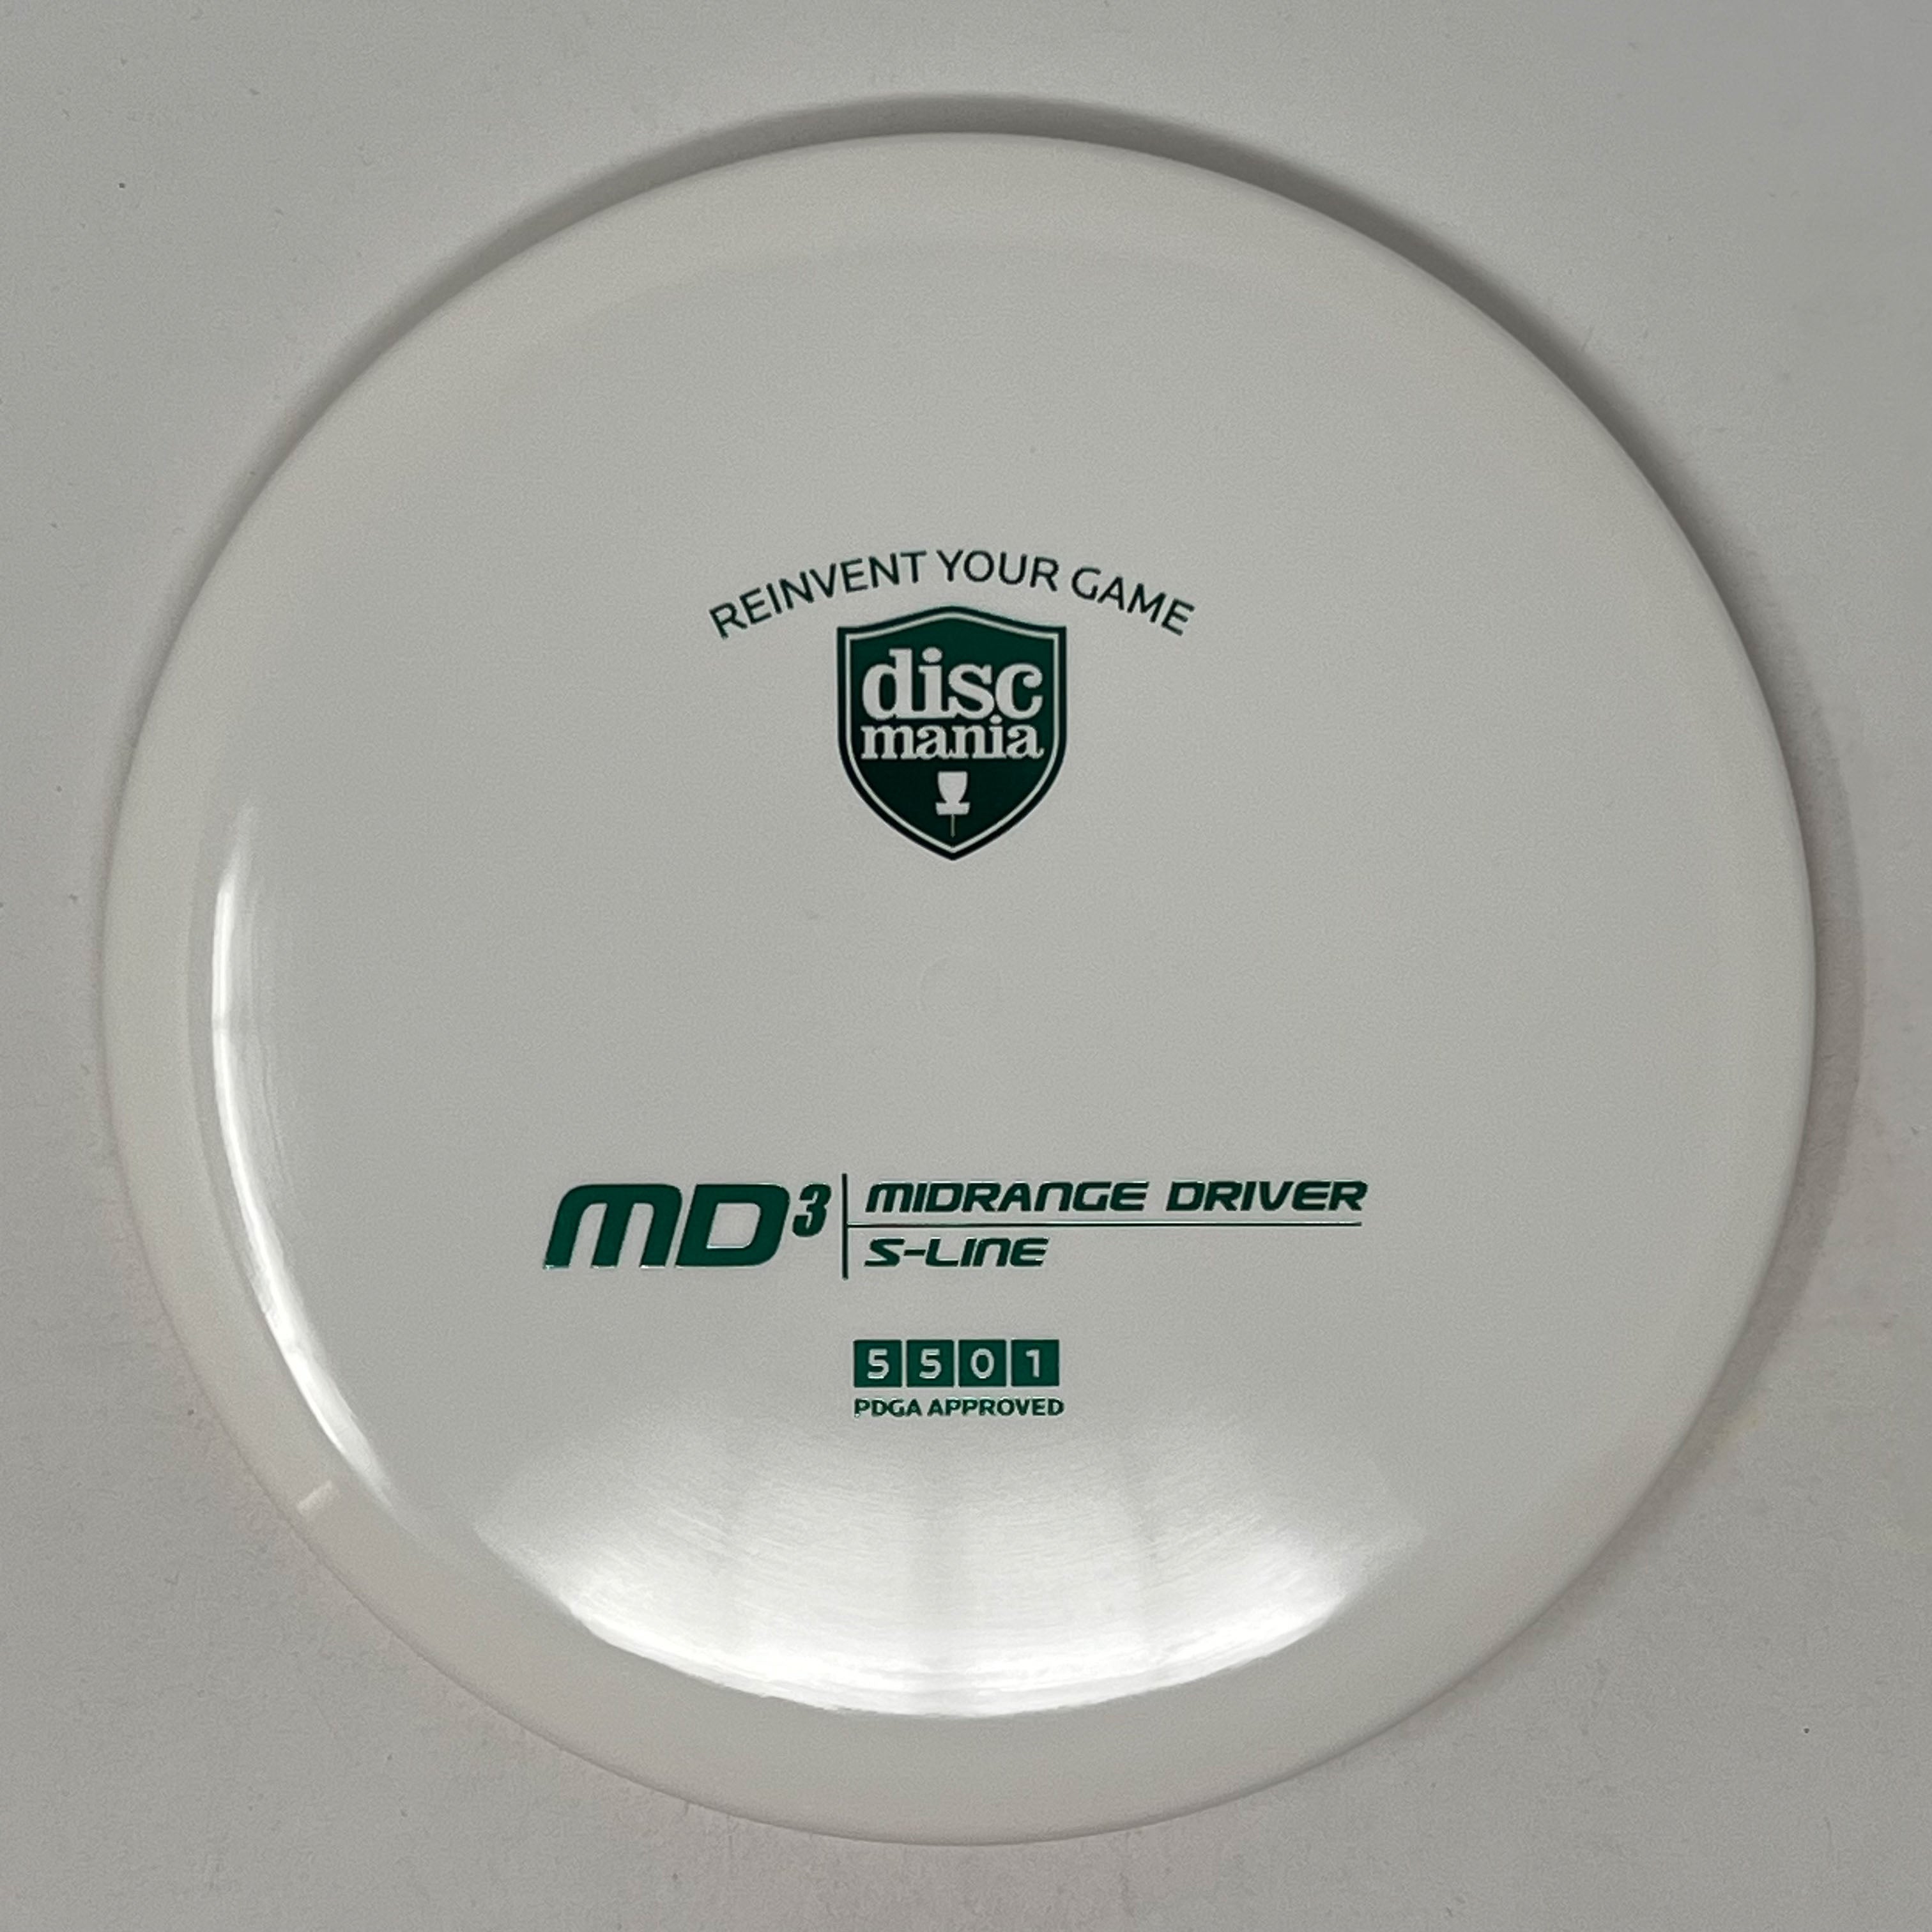 REINVENT YOUR GAME
disc
mania
MD³
MIDRANGE DRIVER
S-LINE
5 5 0 1
PDGA APPROVED